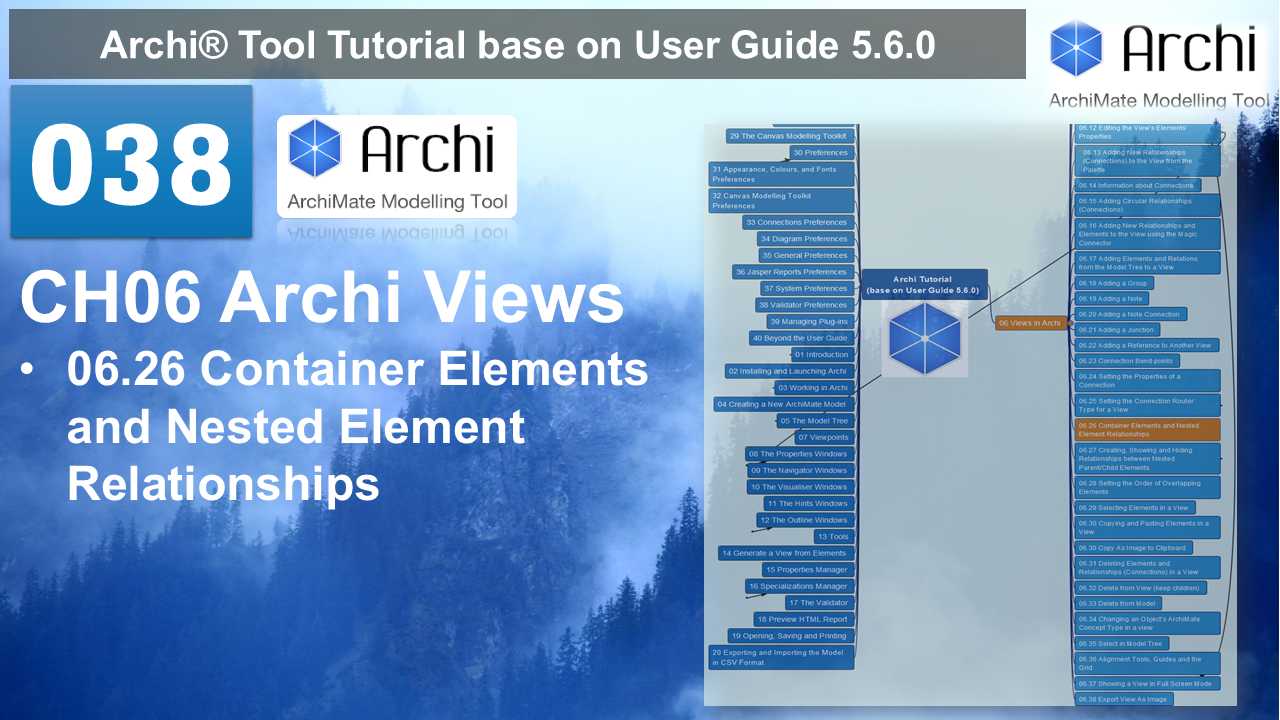 Archi® Tool Tutorial base on User Guide 5.6.0
Archi
ArchiMate Modelling Tool
038
Archi
ArchiMate Modelling Tool
CH06 Archi Views
• 06.26 Container Elements
and Nested Element
Relationships
29 The Canvas Modelling Toolkit
30 Preferences
31 Appearance, Colours, and Fonts
Preferences
32 Canvas Modelling Toolkit
Preferences
33 Connections Preferences
34 Diagram Preferences
35 General Preferences
36 Jasper Reports Preferences
37 System Preferences
38 Validator Preferences
39 Managing Plug-ins
40 Beyond the User Guide
01 Introduction
02 Installing and Launching Archi
03 Working in Archi
04 Creating a New ArchiMate Model
05 The Model Tree
07 Viewpoints
08 The Properties Windows
09 The Navigator Windows
10 The Visualiser Windows
11 The Hints Windows
12 The Outline Windows
13 Tools
14 Generate a View from Elements
15 Properties Manager
16 Specializations Manager
17 The Validator
18 Preview HTML Report
19 Opening, Saving and Printing
20 Exporting and Importing the Model
in CSV Format
Archi Tutorial
(base on User Guide 5.6.0)
06 Views in Archi
06.12 Editing the View's Elements'
Properties
06.13 Adding New Relationships
(Connections) to the View from the
Palette
06.14 Information about Connections
06.15 Adding Circular Relationships
(Connections)
06.16 Adding New Relationships and
Elements to the View using the Magic
Connector
06.17 Adding Elements and Relations
from the Model Tree to a View
06.18 Adding a Group
06.19 Adding a Note
06.20 Adding a Note Connection
06.21 Adding a Junction
06.22 Adding a Reference to Another View
06.23 Connection Bend-points
06.24 Setting the Properties of a
Connection
06.25 Setting the Connection Router
Type for a View
06.26 Container Elements and Nested
Element Relationships
06.27 Creating, Showing and Hiding
Relationships between Nested
Parent/Child Elements
06.28 Setting the Order of Overlapping
Elements
06.29 Selecting Elements in a View
06.30 Copying and Pasting Elements in a
View
06.30 Copy As Image to Clipboard
06.31 Deleting Elements and
Relationships (Connections) in a View
06.32 Delete from View (keep children)
06.33 Delete from Model
06.34 Changing an Object's ArchiMate
Concept Type in a view
06.35 Select in Model Tree
06.36 Alignment Tools, Guides and the
Grid
06.37 Showing a View in Full Screen Mode
06.38 Export View As Image